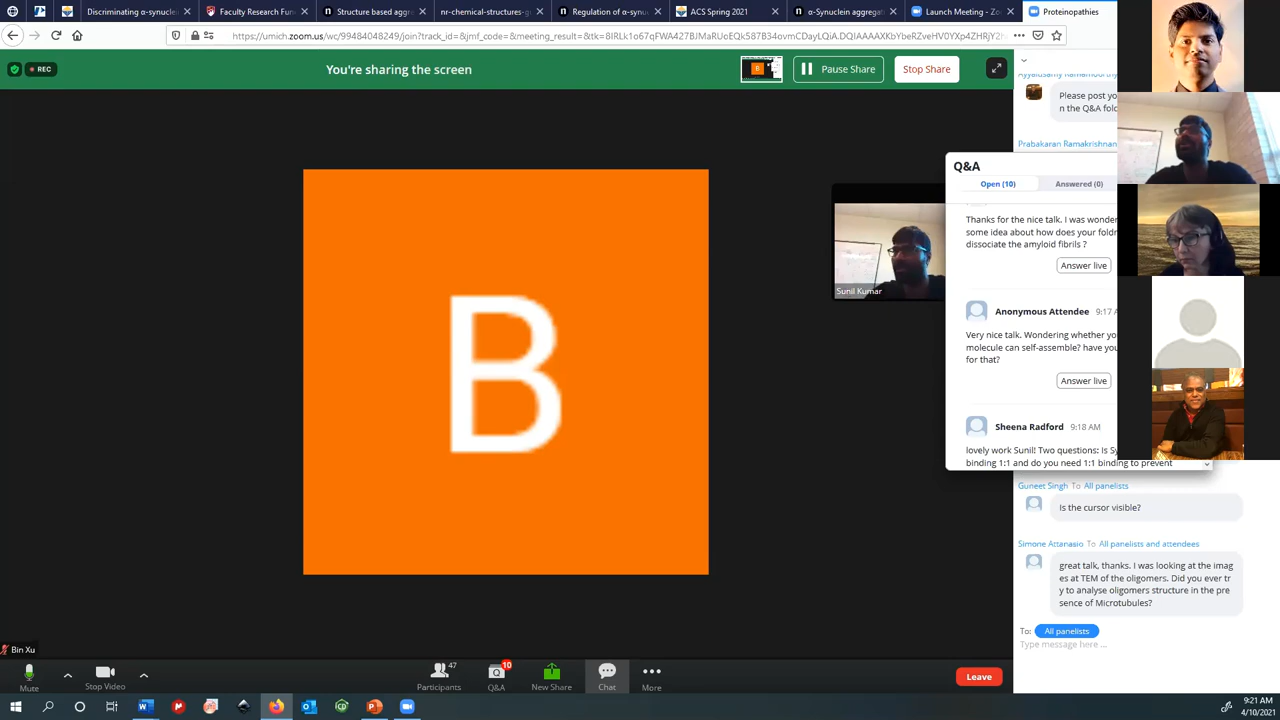 Discriminating α-synuclein
Faculty Research Fun
Structure based aggre
nr-chemical-structures-g
Regulation of α-synuc
ACS Spring 2021
α-Synuclein aggregat
Launch Meeting - Zo
Proteinopathies
REC
You're sharing the screen
B
Pause Share
Stop Share
Please post yo
n the Q&A fol
Prabakaran Ramakrishnan
Q&A
Open (10)
Answered (0)
Thanks for the nice talk. I was wonder
some idea about how does your foldr
dissociate the amyloid fibrils ?
Answer live
Anonymous Attendee 9:17 A
Very nice talk. Wondering whether yo
molecule can self-assemble? have you
for that?
Answer live
Sheena Radford 9:18 AM
lovely work Sunil! Two questions: is Sy
binding 1:1 and do you need 1:1 binding to prevent
Sunil Kumar
B
Guneet Singh To All panelists
Is the cursor visible?
Simone Attanasio To All panelists and attendees
great talk, thanks. I was looking at the imag
es at TEM of the oligomers. Did you ever tr
y to analyse oligomers structure in the pre
sence of Microtubules?
To: All panelists
Type message here ...
Bin Xu
Mute
Stop Video
Participants 47
Q&A 10
New Share
Chat
More
Leave
9:21 AM
4/10/2021